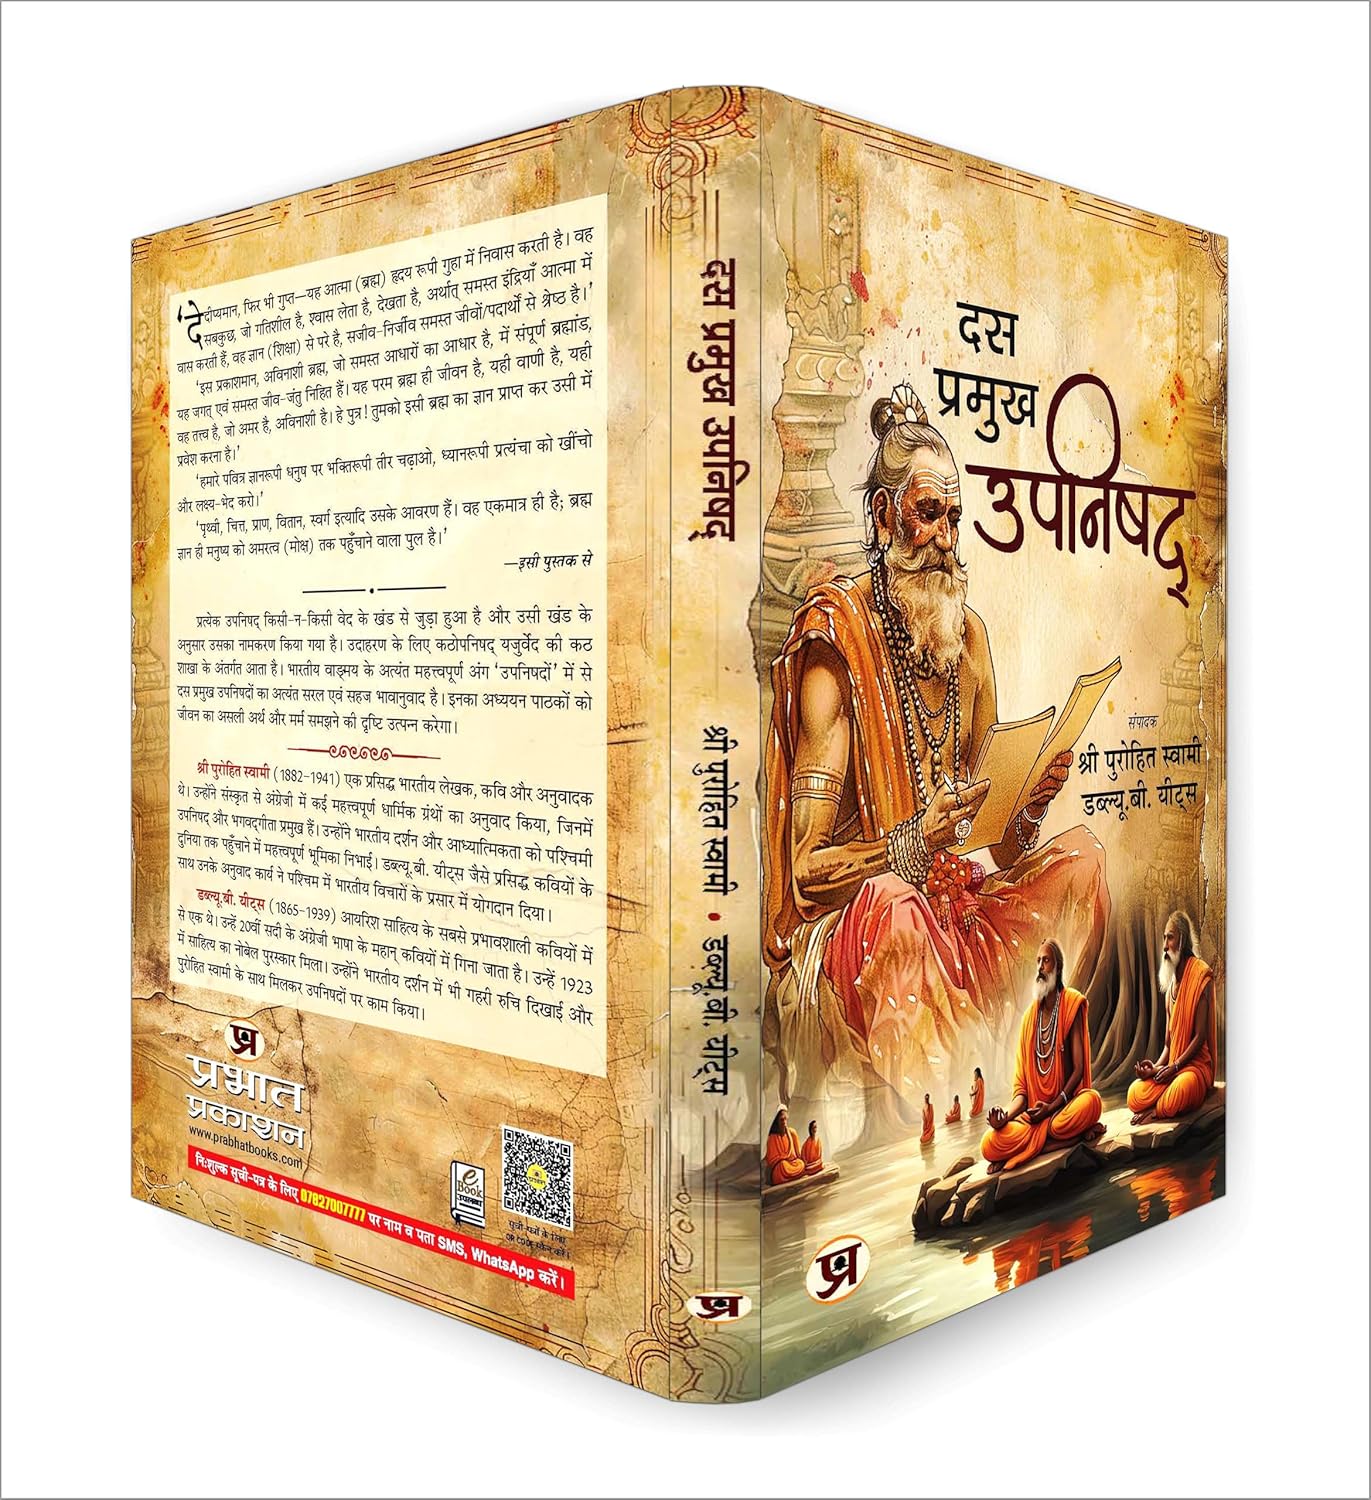 'देदीप्यमान, फिर भी गुप्त—यह आत्मा (ब्रह्म) हृदय रूपी गुहा में निवास करती है। वह
सबकुछ, जो गतिशील है, श्वास लेता है, देखता है, अर्थात् समस्त इंद्रियाँ आत्मा में
वास करती हैं, वह ज्ञान (शिक्षा) से परे है, सजीव-निर्जीव समस्त जीवों/पदार्थों से श्रेष्ठ है।'
'इस प्रकाशमान, अविनाशी ब्रह्म, जो समस्त आधारों का आधार है, में संपूर्ण ब्रह्मांड,
यह जगत् एवं समस्त जीव-जंतु निहित हैं। यह परम ब्रह्म ही जीवन है, यही वाणी है, यही
वह तत्त्व है, जो अमर है, अविनाशी है। हे पुत्र! तुमको इसी ब्रह्म का ज्ञान प्राप्त कर उसी में
प्रवेश करना है।'
'हमारे पवित्र ज्ञानरूपी धनुष पर भक्तिरूपी तीर चढ़ाओ, ध्यानरूपी प्रत्यंचा को खींचो
और लक्ष्य-भेद करो।'
'पृथ्वी, चित्त, प्राण, वितान, स्वर्ग इत्यादि उसके आवरण हैं। वह एकमात्र ही है; ब्रह्म
ज्ञान ही मनुष्य को अमरत्व (मोक्ष) तक पहुँचाने वाला पुल है।'
—इसी पुस्तक से
प्रत्येक उपनिषद् किसी-न-किसी वेद के खंड से जुड़ा हुआ है और उसी खंड के
अनुसार उसका नामकरण किया गया है। उदाहरण के लिए कठोपनिषद् यजुर्वेद की कठ
शाखा के अंतर्गत आता है। भारतीय वाङ्मय के अत्यंत महत्त्वपूर्ण अंग 'उपनिषदों' में से
दस प्रमुख उपनिषदों का अत्यंत सरल एवं सहज भावानुवाद है। इनका अध्ययन पाठकों को
जीवन का असली अर्थ और मर्म समझने की दृष्टि उत्पन्न करेगा।
श्री पुरोहित स्वामी (1882-1941) एक प्रसिद्ध भारतीय लेखक, कवि और अनुवादक
थे। उन्होंने संस्कृत से अंग्रेजी में कई महत्त्वपूर्ण धार्मिक ग्रंथों का अनुवाद किया, जिनमें
उपनिषद् और भगवद्गीता प्रमुख हैं। उन्होंने भारतीय दर्शन और आध्यात्मिकता को पश्चिमी
दुनिया तक पहुँचाने में महत्त्वपूर्ण भूमिका निभाई। डब्ल्यू.बी. यीट्स जैसे प्रसिद्ध कवियों के
साथ उनके अनुवाद कार्य ने पश्चिम में भारतीय विचारों के प्रसार में योगदान दिया।
डब्ल्यू.बी. यीट्स (1865-1939) आयरिश साहित्य के सबसे प्रभावशाली कवियों में
से एक थे। उन्हें 20वीं सदी के अंग्रेजी भाषा के महान् कवियों में गिना जाता है। उन्हें 1923
में साहित्य का नोबेल पुरस्कार मिला। उन्होंने भारतीय दर्शन में भी गहरी रुचि दिखाई और
पुरोहित स्वामी के साथ मिलकर उपनिषदों पर काम किया।
प्र
प्रभात
प्रकाशन
www.prabhatbooks.com
निःशुल्क सूची-पत्र के लिए 07827007777 पर नाम व पता SMS, WhatsApp करें।
eBook
उपलब्ध
सूची-पत्रों के लिए
QR CODE स्कैन करें।
दस प्रमुख उपनिषद्
श्री पुरोहित स्वामी • डब्ल्यू.बी. यीट्स
प्र
दस
प्रमुख
उपनिषद्
संपादक
श्री पुरोहित स्वामी
डब्ल्यू.बी. यीट्स
प्र